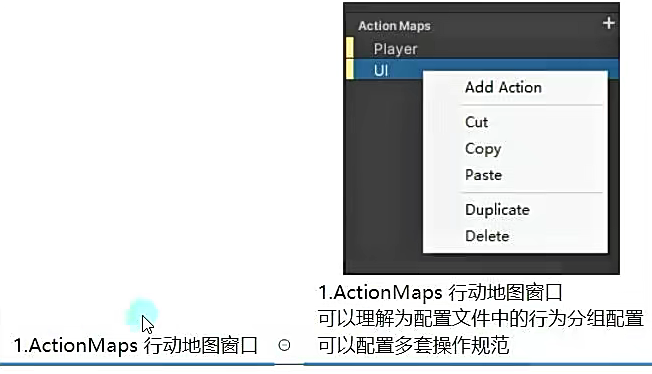 Action Maps +
Player
UI
Add Action
Cut
Copy
Paste
Duplicate
Delete
1.ActionMaps 行动地图窗口
可以理解为配置文件中的行为分组配置
可以配置多套操作规范
1.ActionMaps 行动地图窗口